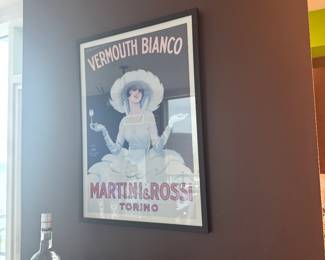 VERMOUTH BIANCO
MARTINI & ROSSI
TORINO